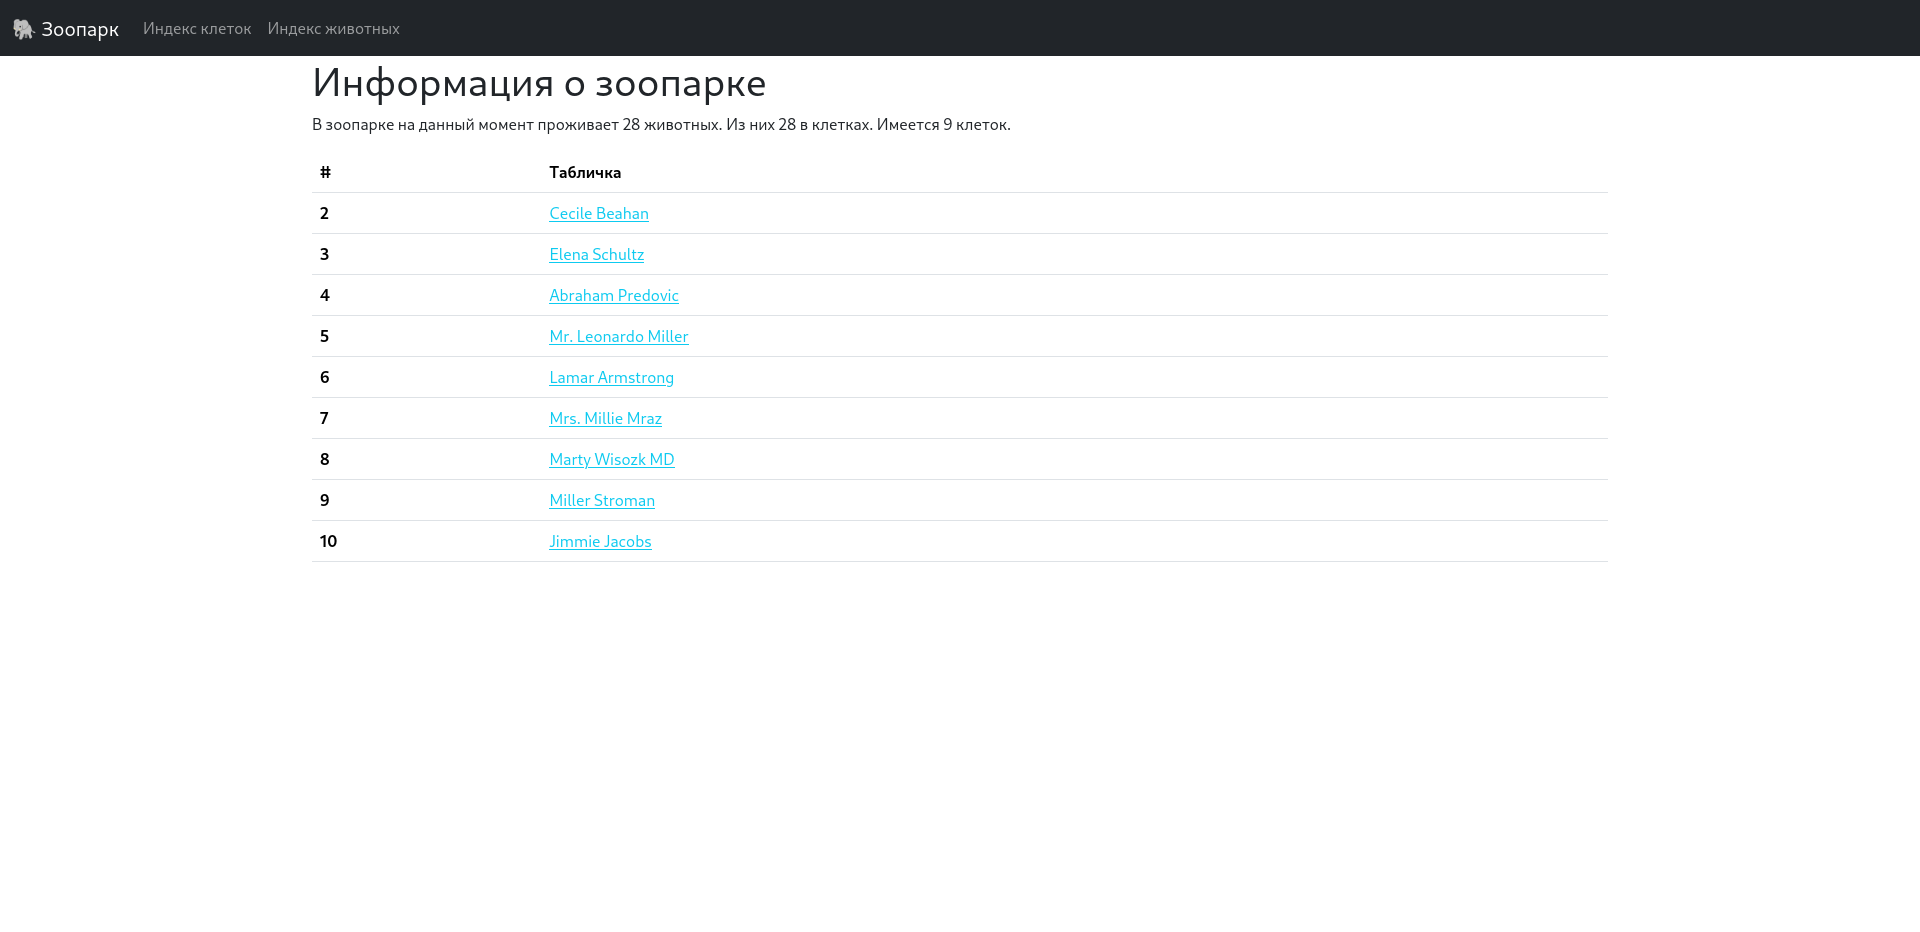 Зоопарк Индекс клеток Индекс животных
Информация о зоопарке
В зоопарке на данный момент проживает 28 животных. Из них 28 в клетках. Имеется 9 клеток.
# Табличка
2 Cecile Beahan
3 Elena Schultz
4 Abraham Predovic
5 Mr. Leonardo Miller
6 Lamar Armstrong
7 Mrs. Millie Mraz
8 Marty Wisozk MD
9 Miller Stroman
10 Jimmie Jacobs